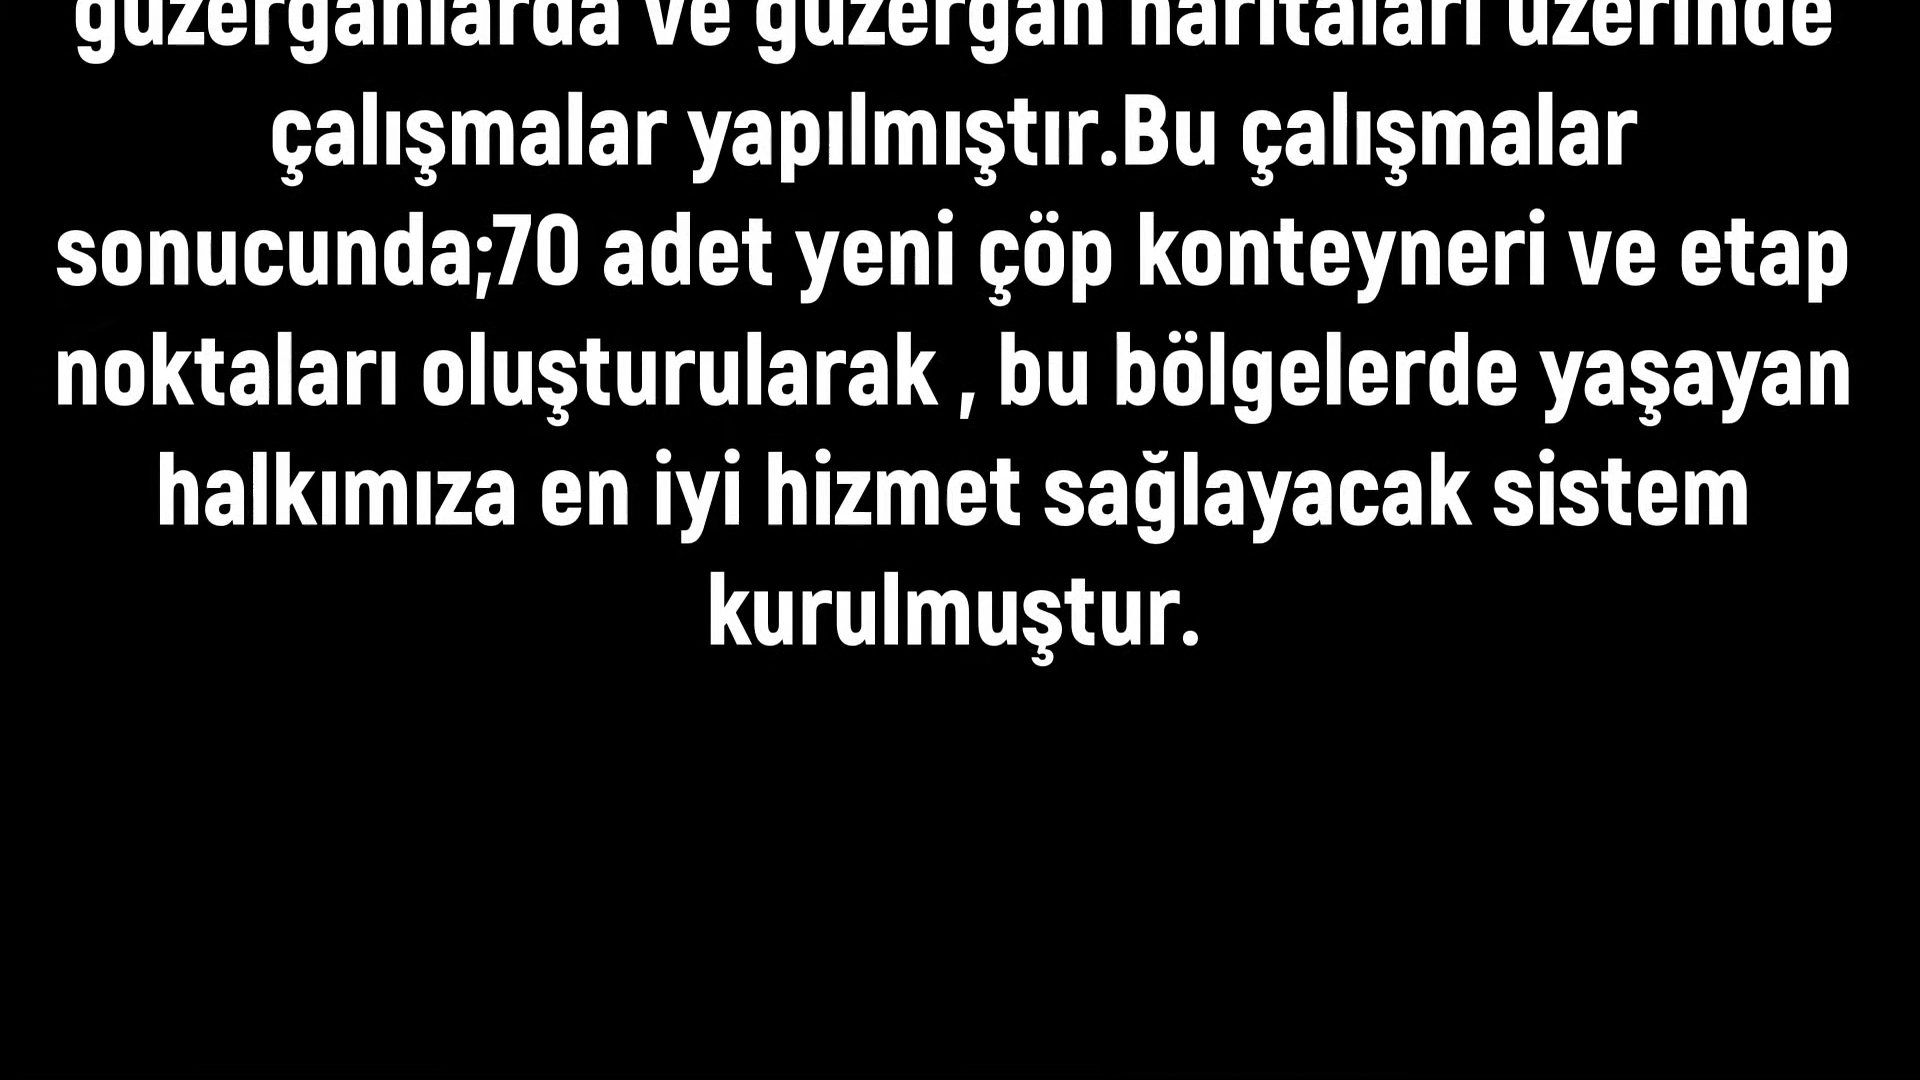 güzergahlarda ve güzergah haritaları üzerinde
çalışmalar yapılmıştır.Bu çalışmalar
sonucunda;70 adet yeni çöp konteyneri ve etap
noktaları oluşturularak , bu bölgelerde yaşayan
halkımıza en iyi hizmet sağlayacak sistem
kurulmuştur.